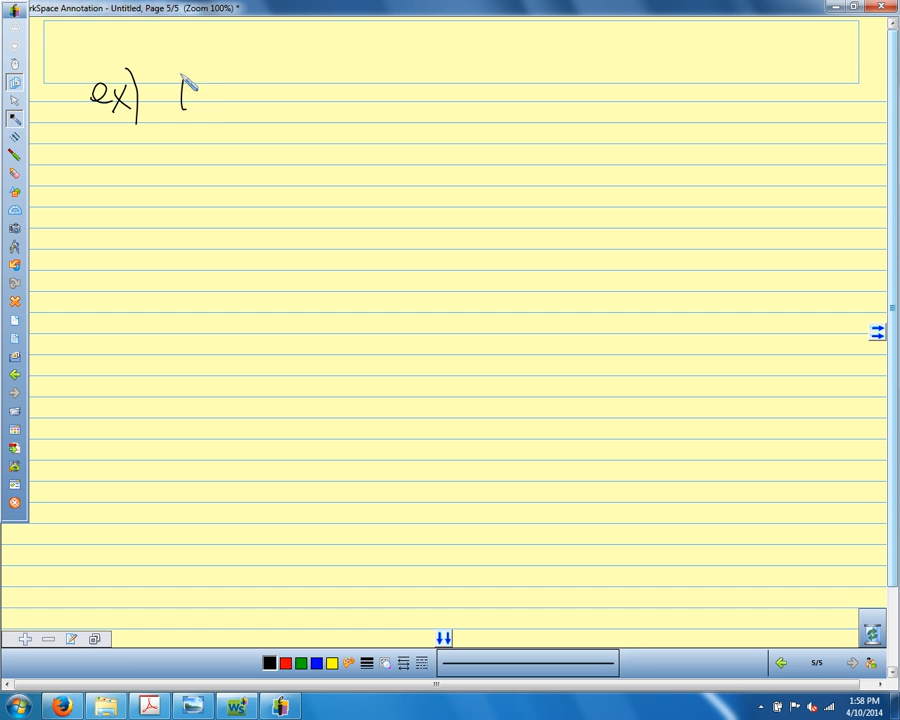 rkSpace Annotation - Untitled, Page 5/5 (Zoom 100%) *
ex)
5/5
1:58 PM
4/10/2014